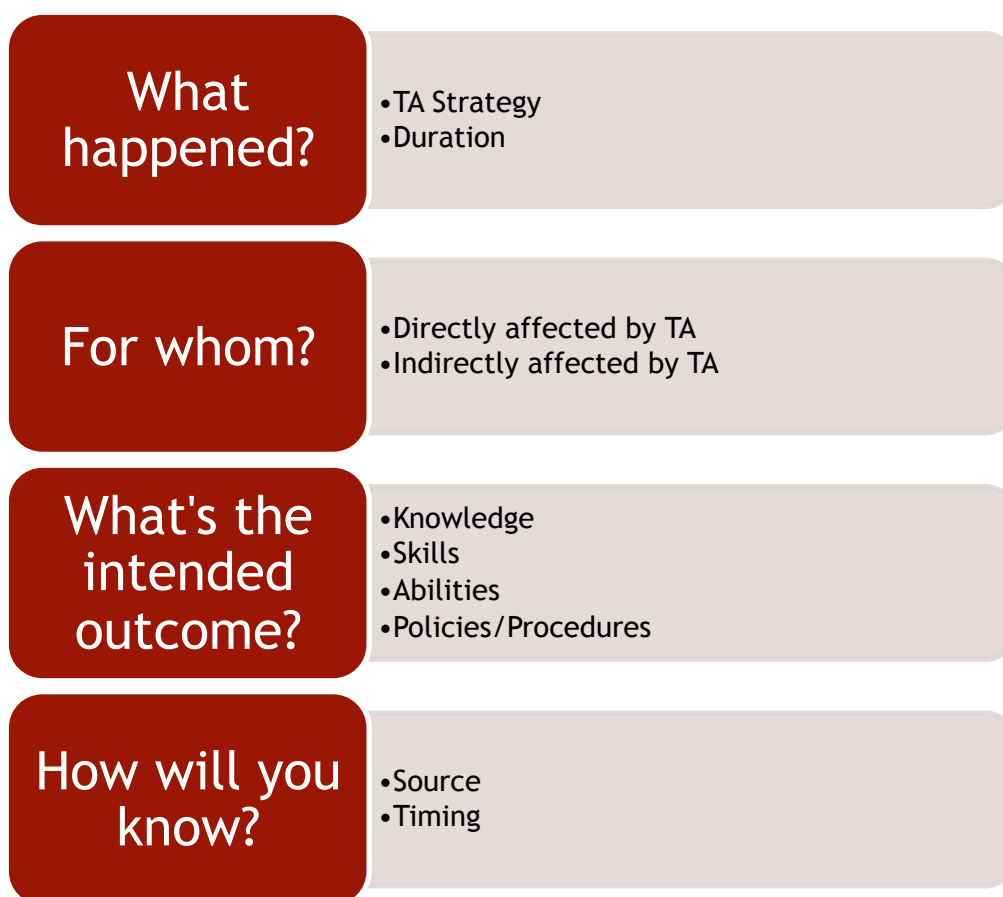 What
happened?
•TA Strategy
•Duration
For whom?
•Directly affected by TA
•Indirectly affected by TA
What's the
intended
outcome?
•Knowledge
•Skills
•Abilities
•Policies/Procedures
How will you
know?
•Source
•Timing